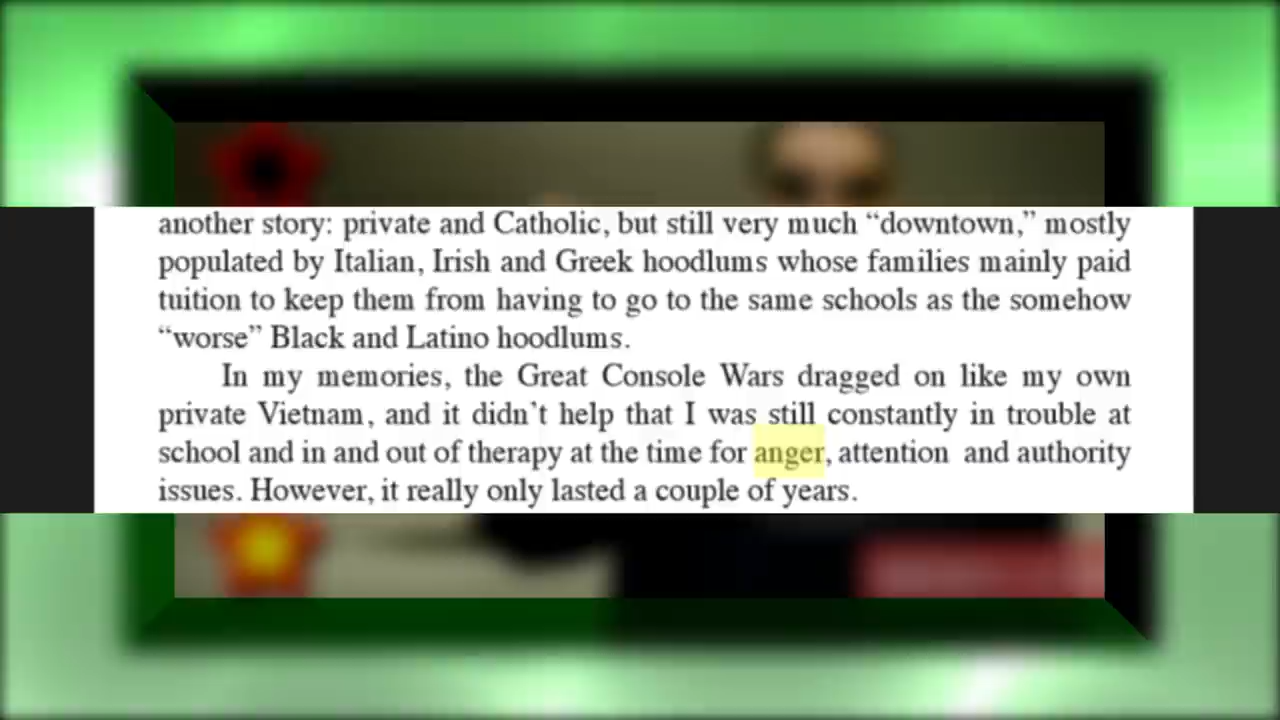 another story: private and Catholic, but still very much “downtown,” mostly
populated by Italian, Irish and Greek hoodlums whose families mainly paid
tuition to keep them from having to go to the same schools as the somehow
“worse” Black and Latino hoodlums.
In my memories, the Great Console Wars dragged on like my own
private Vietnam, and it didn’t help that I was still constantly in trouble at
school and in and out of therapy at the time for anger, attention and authority
issues. However, it really only lasted a couple of years.